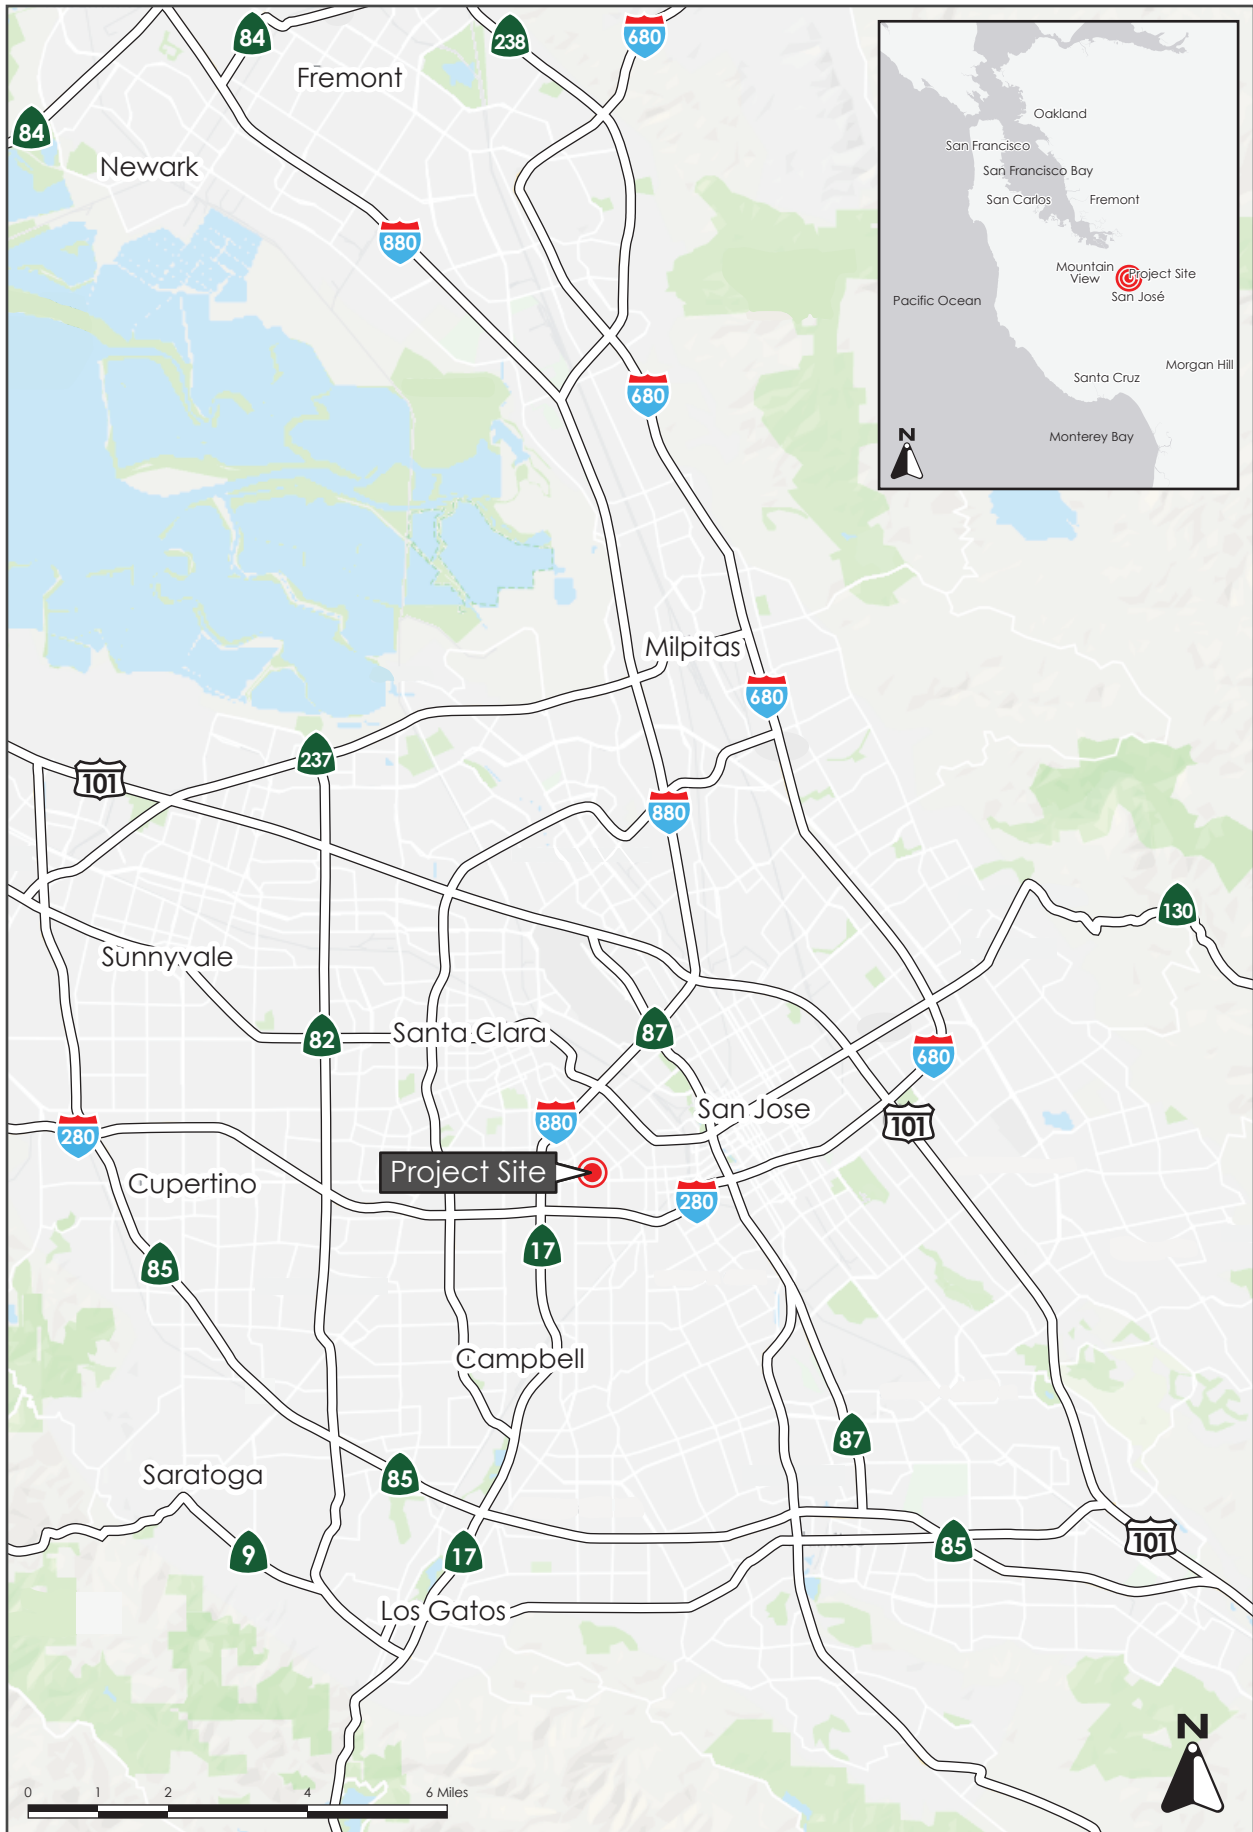 84
238
680
Fremont
84
Newark
880
680
Oakland
San Francisco
San Francisco Bay
San Carlos
Fremont
Mountain
View
Project Site
San José
Pacific Ocean
Morgan Hill
Santa Cruz
Monterey Bay
N
Milpitas
680
237
101
880
130
Sunnyvale
82
Santa Clara
87
680
880
San Jose
101
280
Project Site
Cupertino
280
17
85
Campbell
87
Saratoga
85
9
17
85
101
Los Gatos
N
0 1 2 4 6 Miles